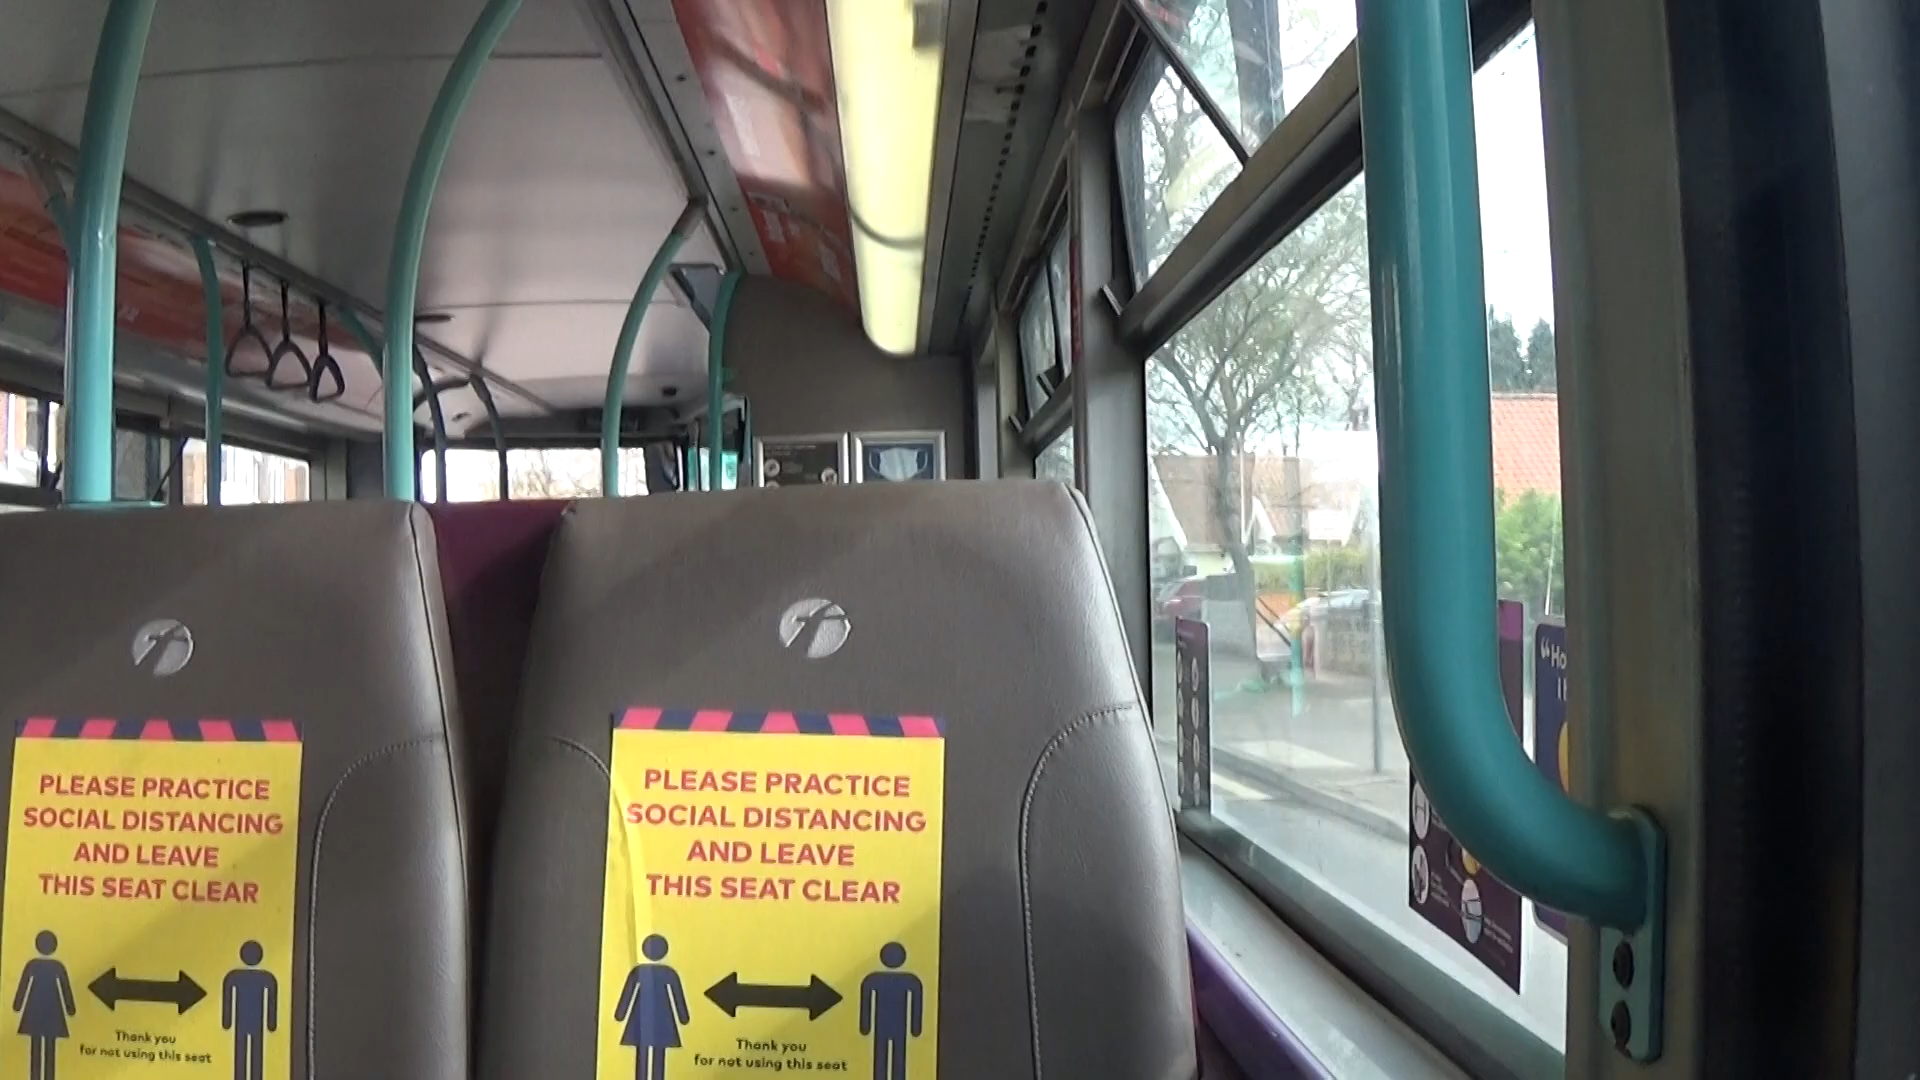 PLEASE PRACTICE
SOCIAL DISTANCING
AND LEAVE
THIS SEAT CLEAR
Thank you
for not using this seat
PLEASE PRACTICE
SOCIAL DISTANCING
AND LEAVE
THIS SEAT CLEAR
Thank you
for not using this seat